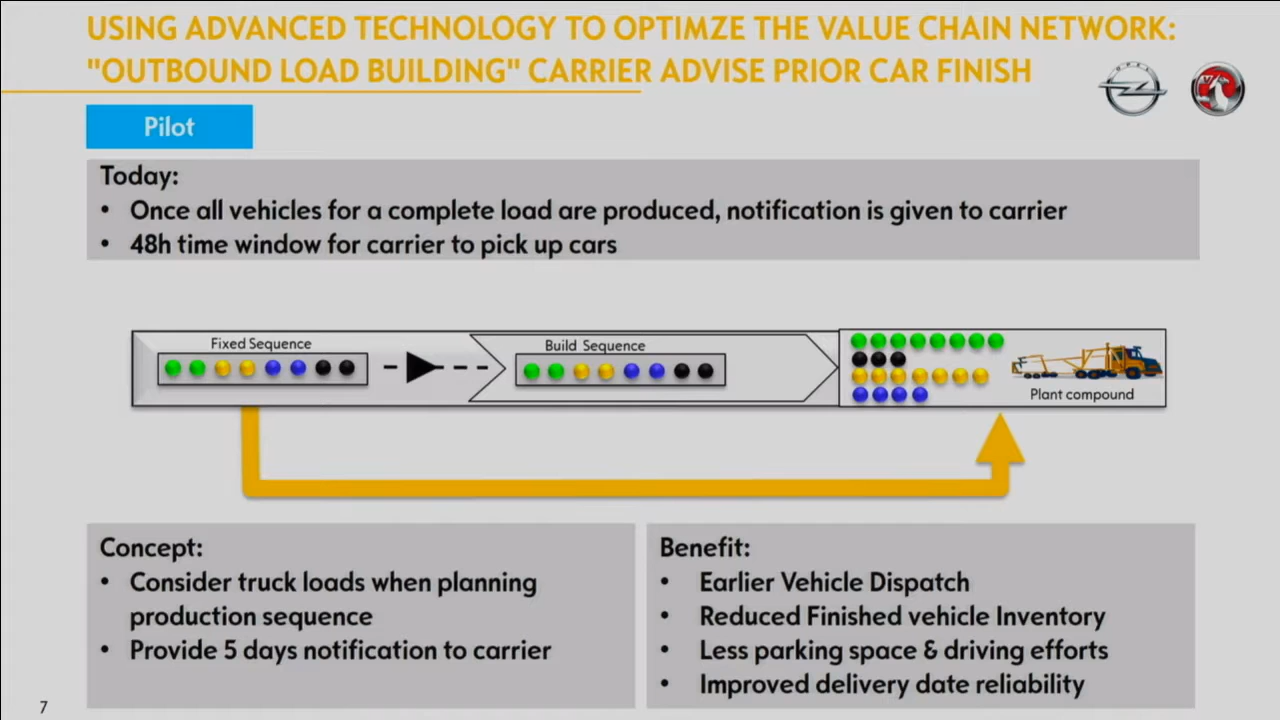 USING ADVANCED TECHNOLOGY TO OPTIMZE THE VALUE CHAIN NETWORK:
"OUTBOUND LOAD BUILDING" CARRIER ADVISE PRIOR CAR FINISH
OPEL
Pilot
Today:
• Once all vehicles for a complete load are produced, notification is given to carrier
• 48h time window for carrier to pick up cars
Fixed Sequence
Build Sequence
Plant compound
Concept:
• Consider truck loads when planning
production sequence
• Provide 5 days notification to carrier
Benefit:
• Earlier Vehicle Dispatch
• Reduced Finished vehicle Inventory
• Less parking space & driving efforts
• Improved delivery date reliability
7